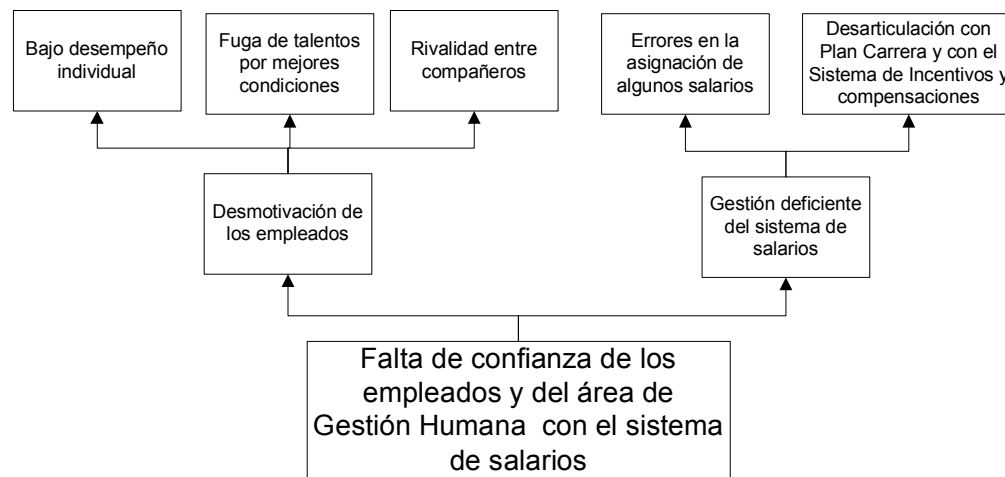 Bajo desempeño
individual
Fuga de talentos
por mejores
condiciones
Rivalidad entre
compañeros
Errores en la
asignación de
algunos salarios
Desarticulación con
Plan Carrera y con el
Sistema de Incentivos y
compensaciones
Desmotivación de
los empleados
Gestión deficiente
del sistema de
salarios
Falta de confianza de los
empleados y del área de
Gestión Humana con el sistema
de salarios